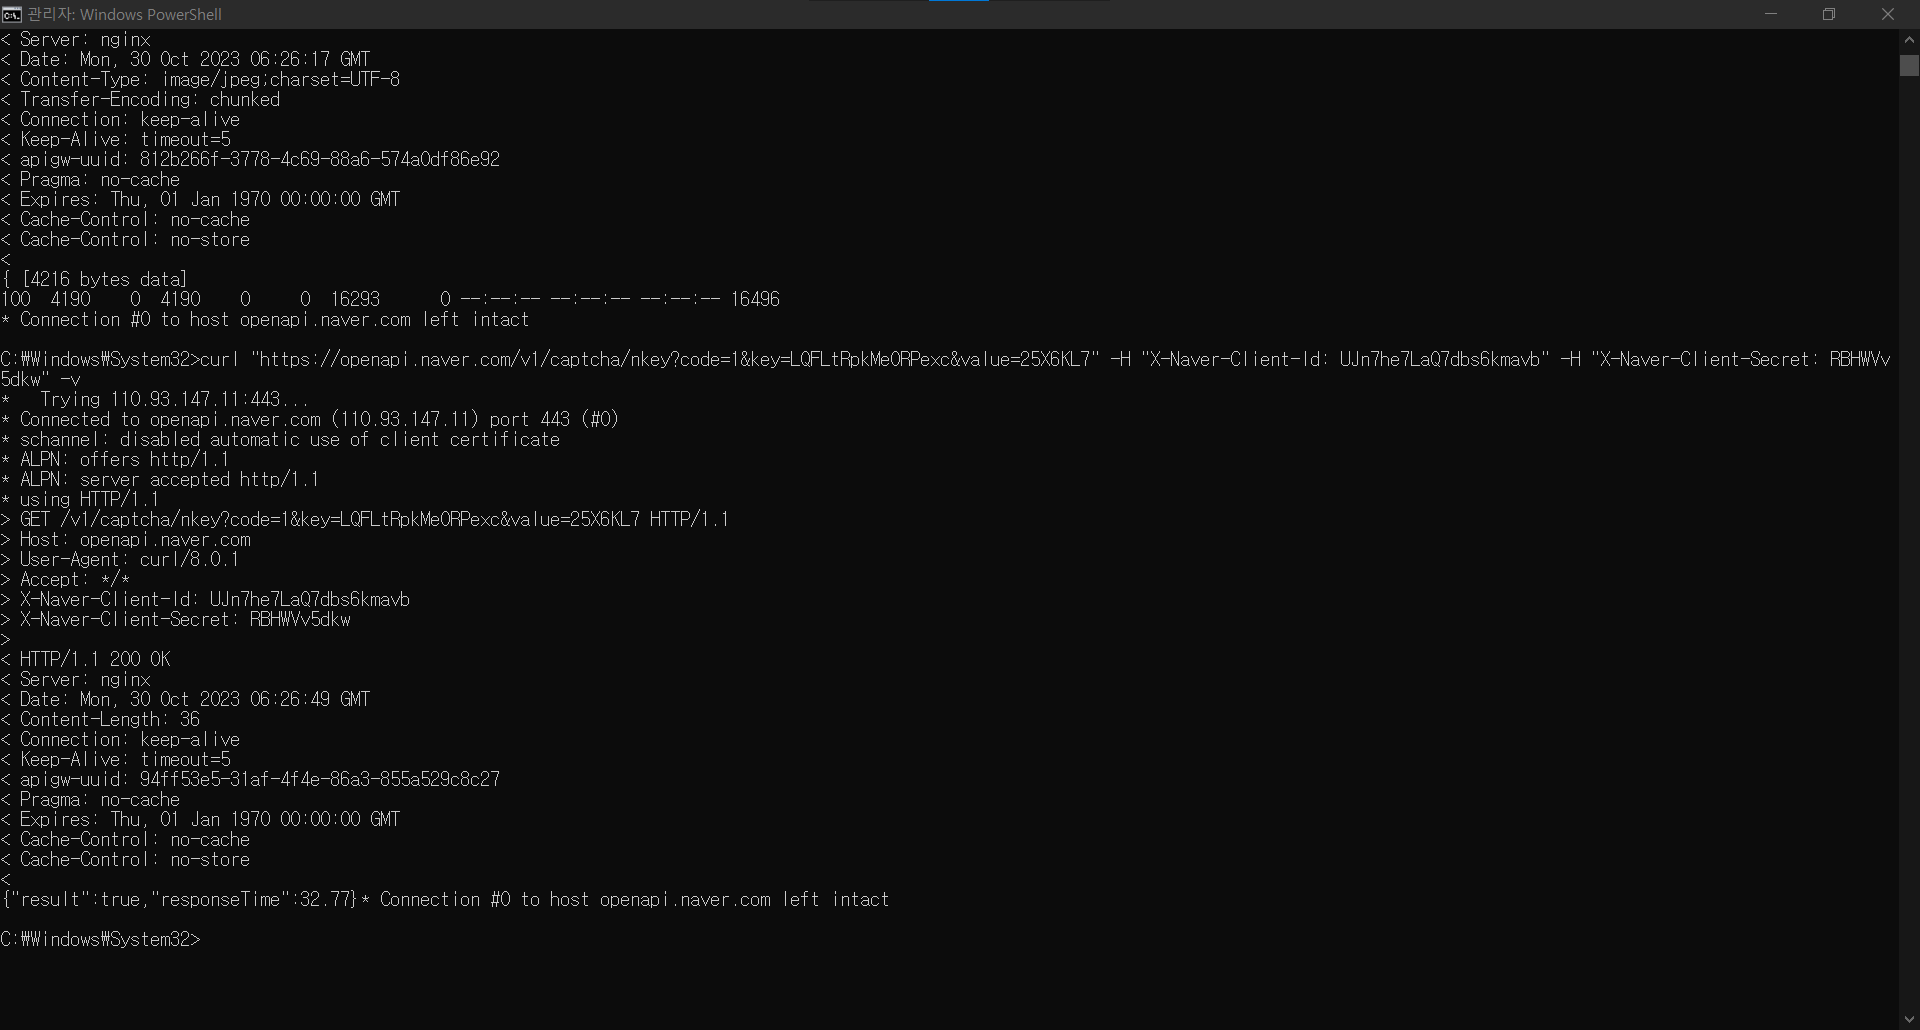 관리자: Windows PowerShell
< Server: nginx
< Date: Mon, 30 Oct 2023 06:26:17 GMT
< Content-Type: image/jpeg;charset=UTF-8
< Transfer-Encoding: chunked
< Connection: keep-alive
< Keep-Alive: timeout=5
< apigw-uuid: 812b266f-3778-4c69-88a6-574a0df86e92
< Pragma: no-cache
< Expires: Thu, 01 Jan 1970 00:00:00 GMT
< Cache-Control: no-cache
< Cache-Control: no-store
<
{ [4216 bytes data]
100  4190    0  4190    0     0  16293      0 --:--:-- --:--:-- --:--:-- 16496
* Connection #0 to host openapi.naver.com left intact
C:₩Windows₩System32>curl "https://openapi.naver.com/v1/captcha/nkey?code=1&key=LQFLtRpkMe0RPexc&value=25X6KL7" -H "X-Naver-Client-Id: UJn7he7LaQ7dbs6kmavb" -H "X-Naver-Client-Secret: RBHWVv
5dkw" -v
*   Trying 110.93.147.11:443...
* Connected to openapi.naver.com (110.93.147.11) port 443 (#0)
* schannel: disabled automatic use of client certificate
* ALPN: offers http/1.1
* ALPN: server accepted http/1.1
* using HTTP/1.1
> GET /v1/captcha/nkey?code=1&key=LQFLtRpkMe0RPexc&value=25X6KL7 HTTP/1.1
> Host: openapi.naver.com
> User-Agent: curl/8.0.1
> Accept: */*
> X-Naver-Client-Id: UJn7he7LaQ7dbs6kmavb
> X-Naver-Client-Secret: RBHWVv5dkw
>
< HTTP/1.1 200 OK
< Server: nginx
< Date: Mon, 30 Oct 2023 06:26:49 GMT
< Content-Length: 36
< Connection: keep-alive
< Keep-Alive: timeout=5
< apigw-uuid: 94ff53e5-31af-4f4e-86a3-855a529c8c27
< Pragma: no-cache
< Expires: Thu, 01 Jan 1970 00:00:00 GMT
< Cache-Control: no-cache
< Cache-Control: no-store
<
{"result":true,"responseTime":32.77}* Connection #0 to host openapi.naver.com left intact
C:₩Windows₩System32>